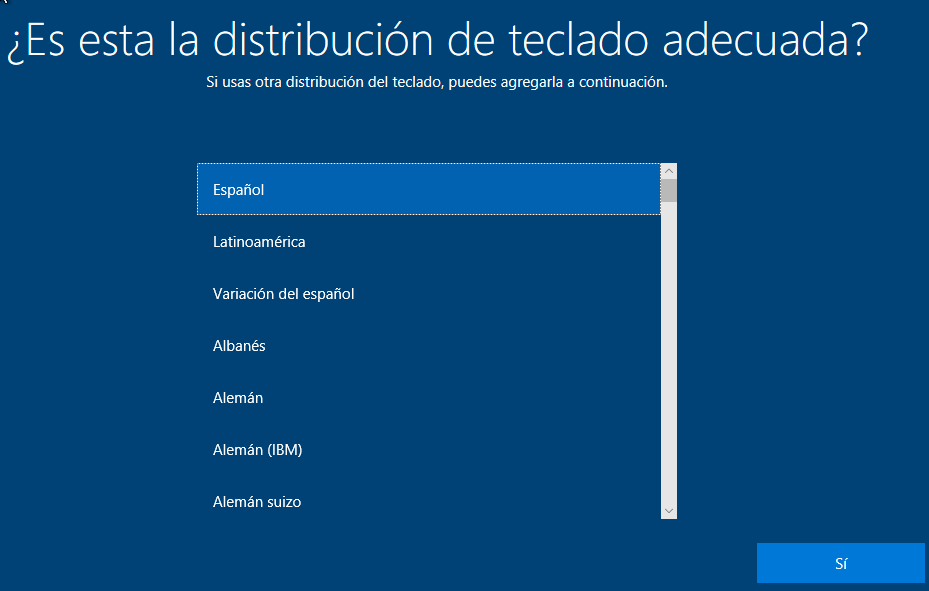 ¿Es esta la distribución de teclado adecuada?
Si usas otra distribución del teclado, puedes agregarla a continuación.
Español
Latinoamérica
Variación del español
Albanés
Alemán
Alemán (IBM)
Alemán suizo
Sí